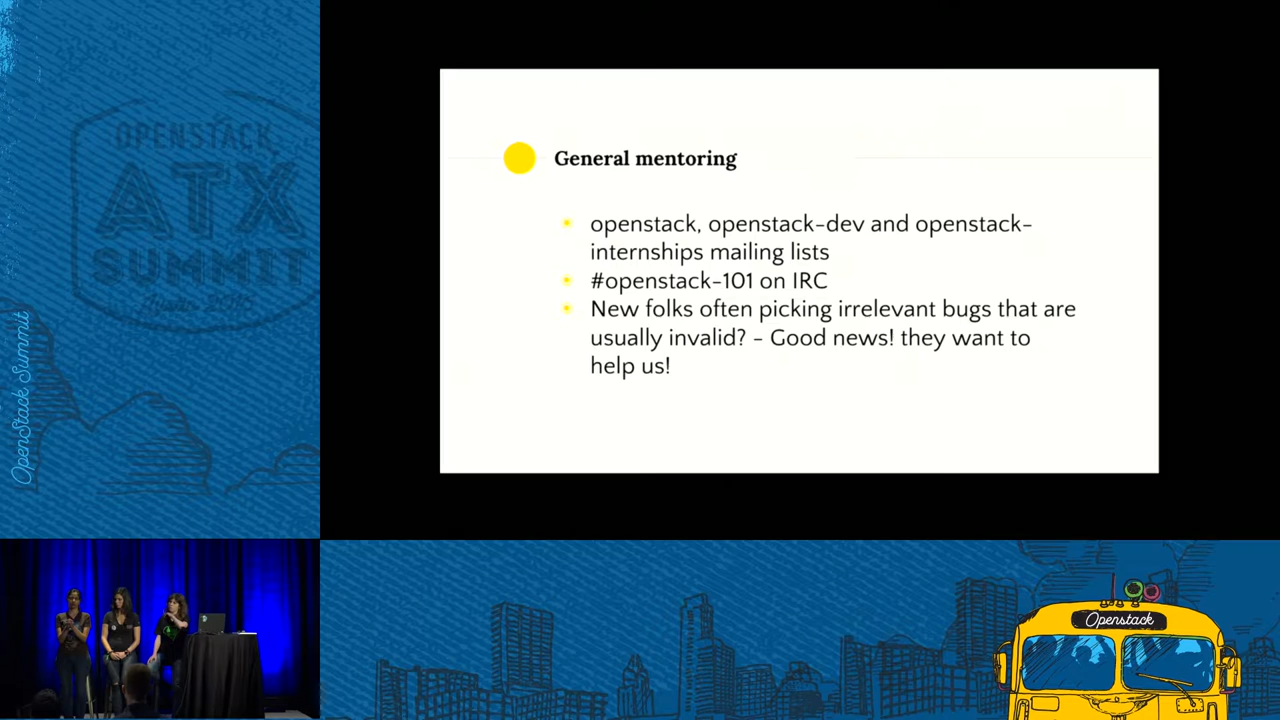 OPENSTACK
ATX
SUMMIT
OpenStack Summit
General mentoring
openstack, openstack-dev and openstack-
internships mailing lists
#openstack-101 on IRC
New folks often picking irrelevant bugs that are
usually invalid? - Good news! they want to
help us!
Openstack